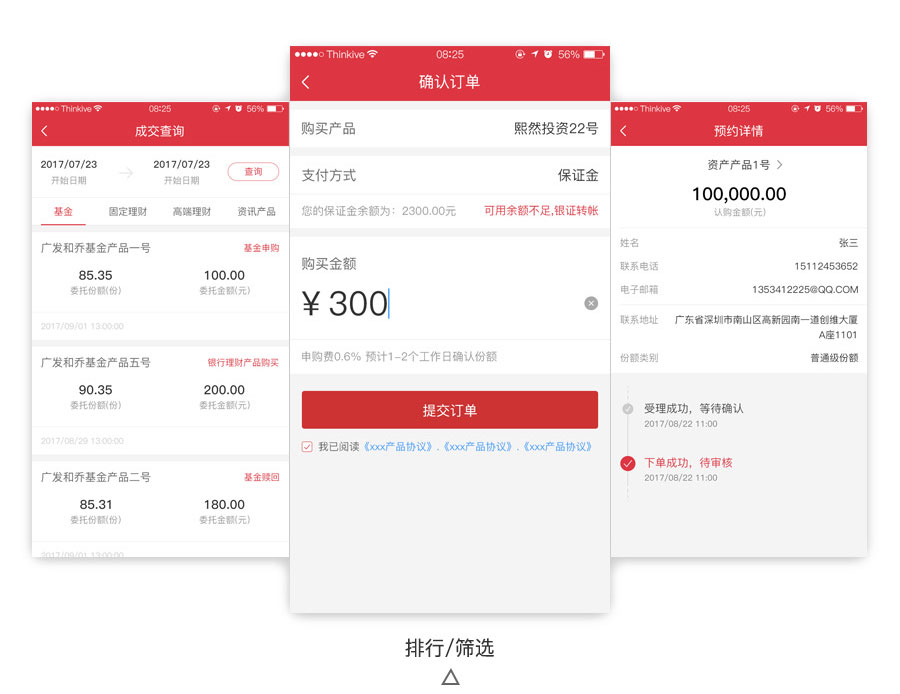 Thinkive 08:25 56%
成交查询
2017/07/23 2017/07/23 查询
开始日期 开始日期
基金 固定理财 高端理财 资讯产品
广发和乔基金产品一号 基金申购
85.35 100.00
委托份额(份) 委托金额(元)
2017/09/01 13:00:00
广发和乔基金产品五号 银行理财产品购买
90.35 200.00
委托份额(份) 委托金额(元)
2017/08/29 13:00:00
广发和乔基金产品二号 基金赎回
85.31 180.00
委托份额(份) 委托金额(元)
2017/09/01 13:00:00
Thinkive 08:25 56%
确认订单
购买产品 熙然投资22号
支付方式 保证金
您的保证金余额为：2300.00元 可用余额不足,银证转帐
购买金额
¥ 300
申购费0.6% 预计1-2个工作日确认份额
提交订单
我已阅读《xxx产品协议》.《xxx产品协议》.《xxx产品协议》
Thinkive 08:25 56%
预约详情
资产产品1号
100,000.00
认购金额(元)
姓名 张三
联系电话 15112453652
电子邮箱 1353412225@QQ.COM
联系地址 广东省深圳市南山区高新园南一道创维大厦
A座1101
份额类别 普通级份额
受理成功，等待确认
2017/08/22 11:00
下单成功，待审核
2017/08/22 11:00
排行/筛选